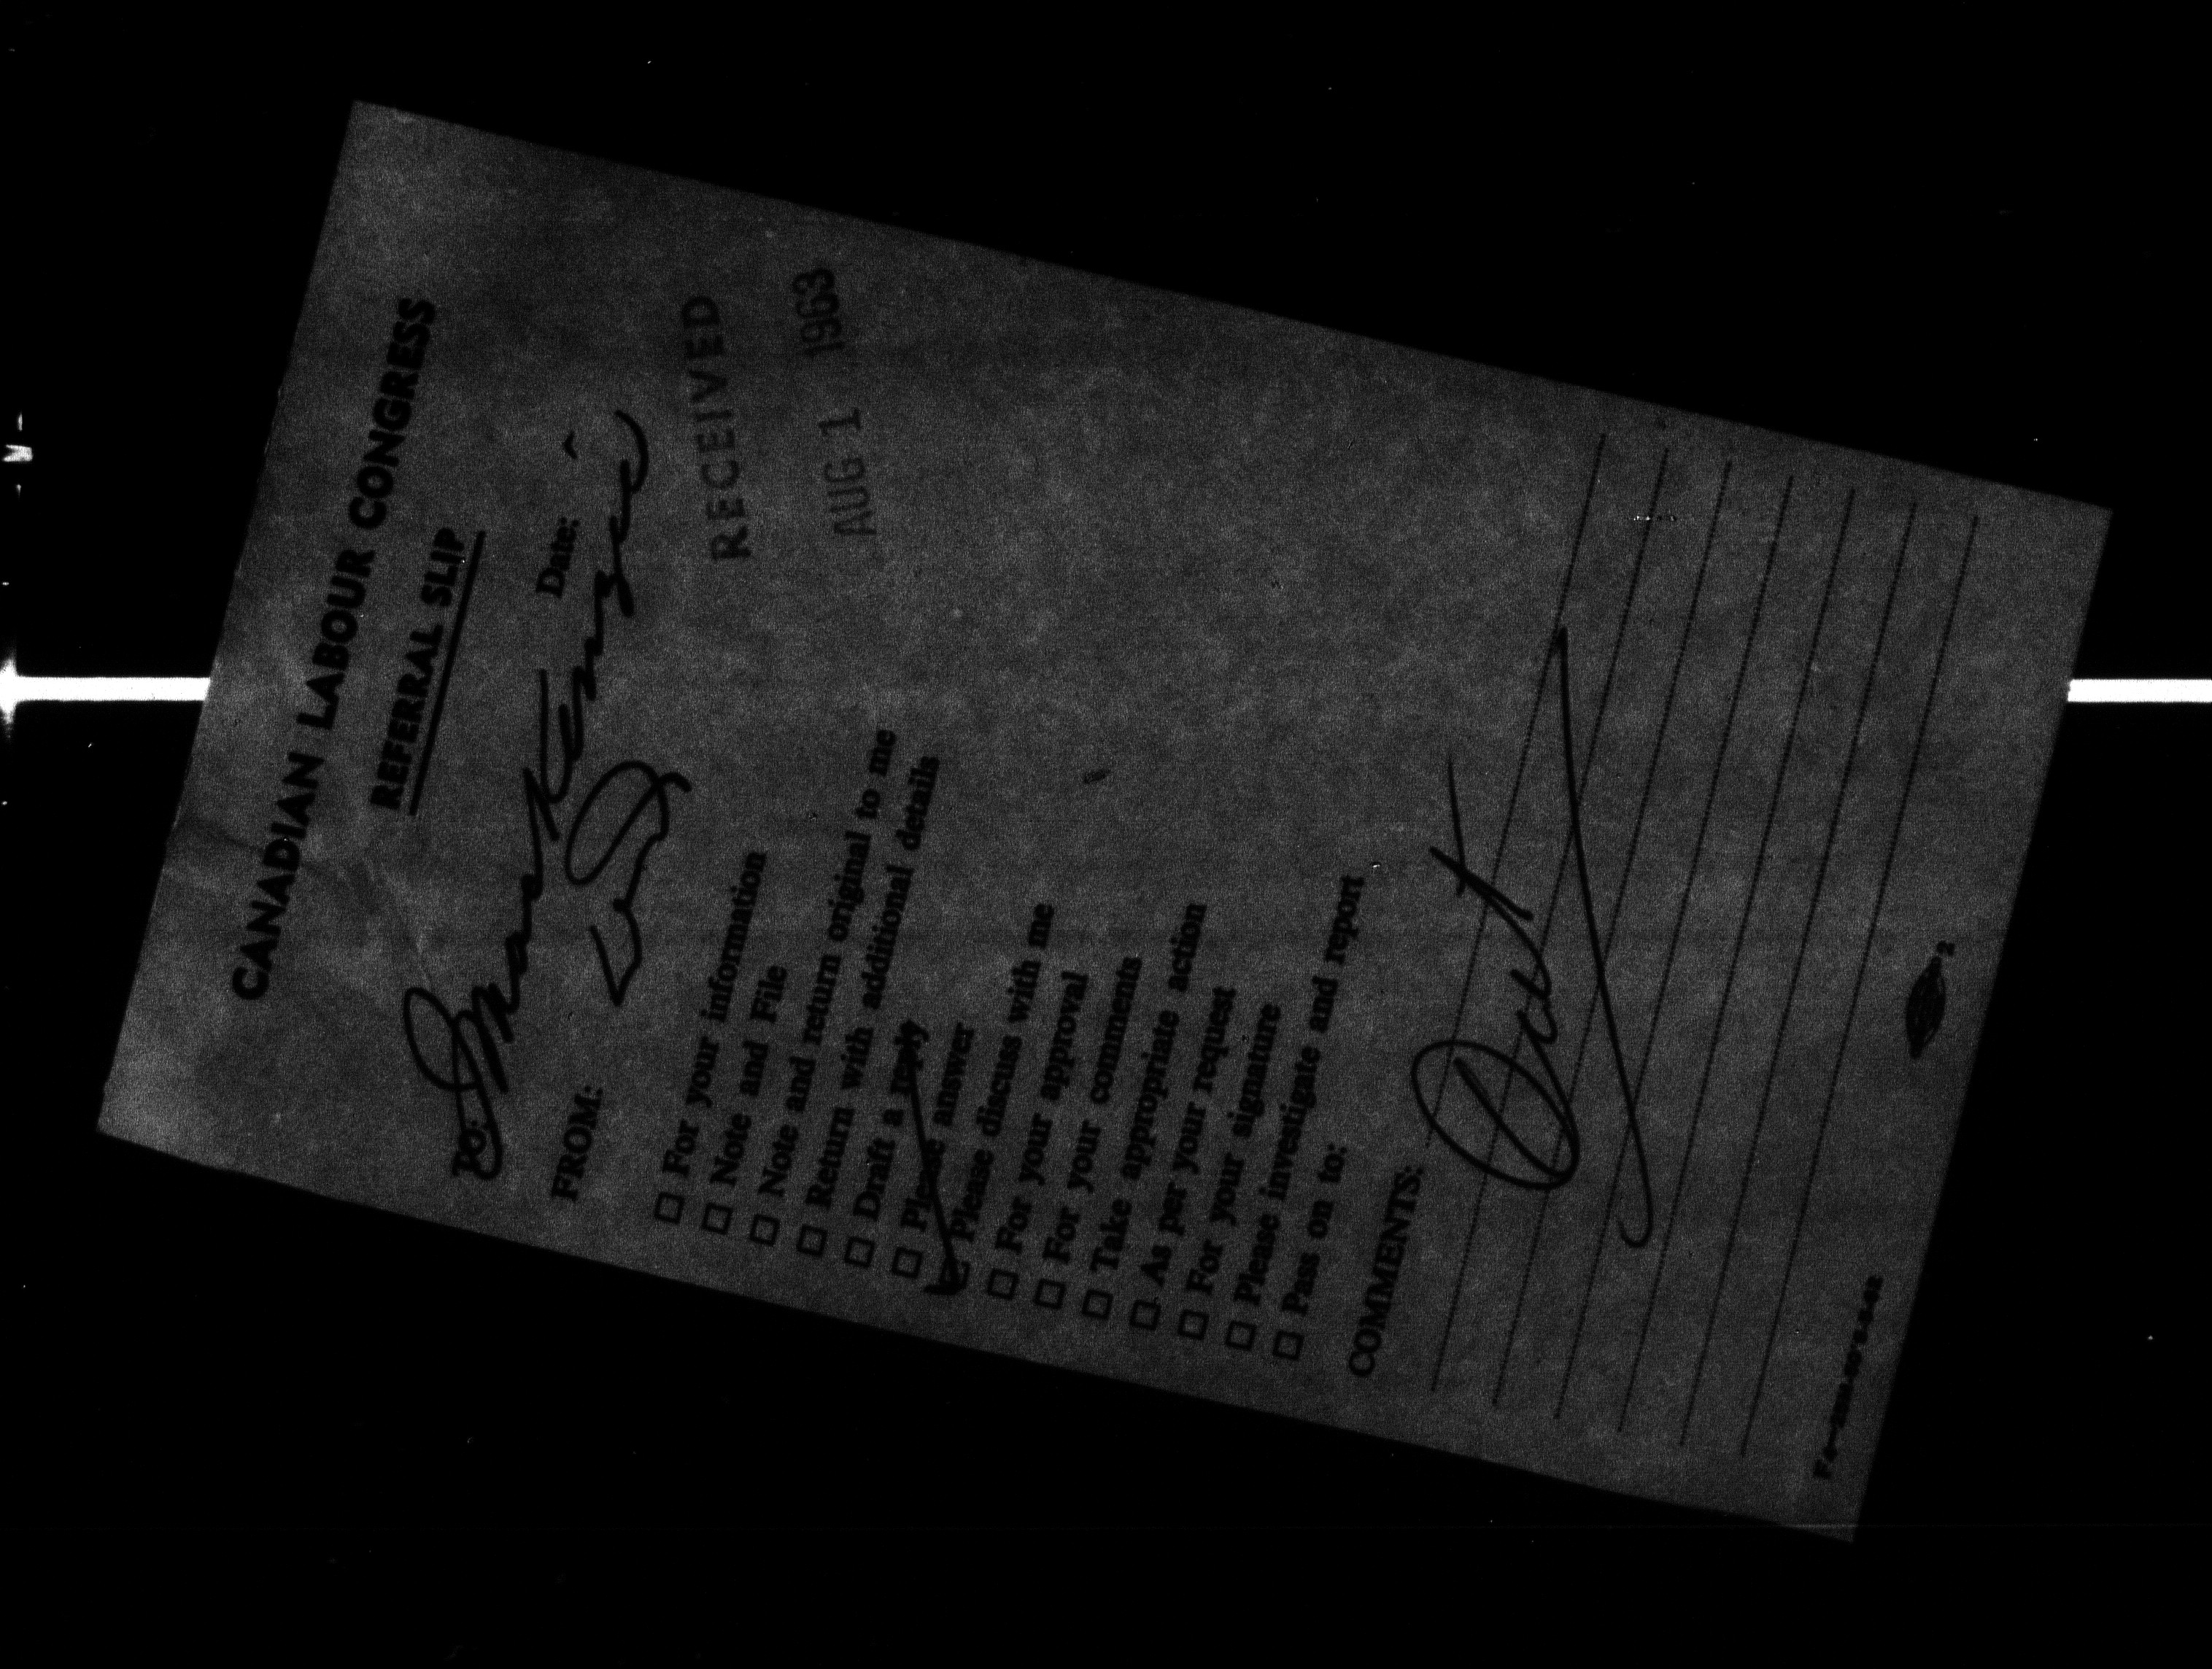 CANADIAN LABOUR CONGRESS
REFERRAL SLIP
TO: MacKenzie Date:
FROM:
RECEIVED
AUG 1 1963
☐ For your information
☐ Note and File
☐ Note and return original to me
☐ Return with additional details
☐ Draft a reply
☐ Please answer
☑ Please discuss with me
☐ For your approval
☐ For your comments
☐ Take appropriate action
☐ As per your request
☐ For your signature
☐ Please investigate and report
☐ Pass on to:
COMMENTS:
2